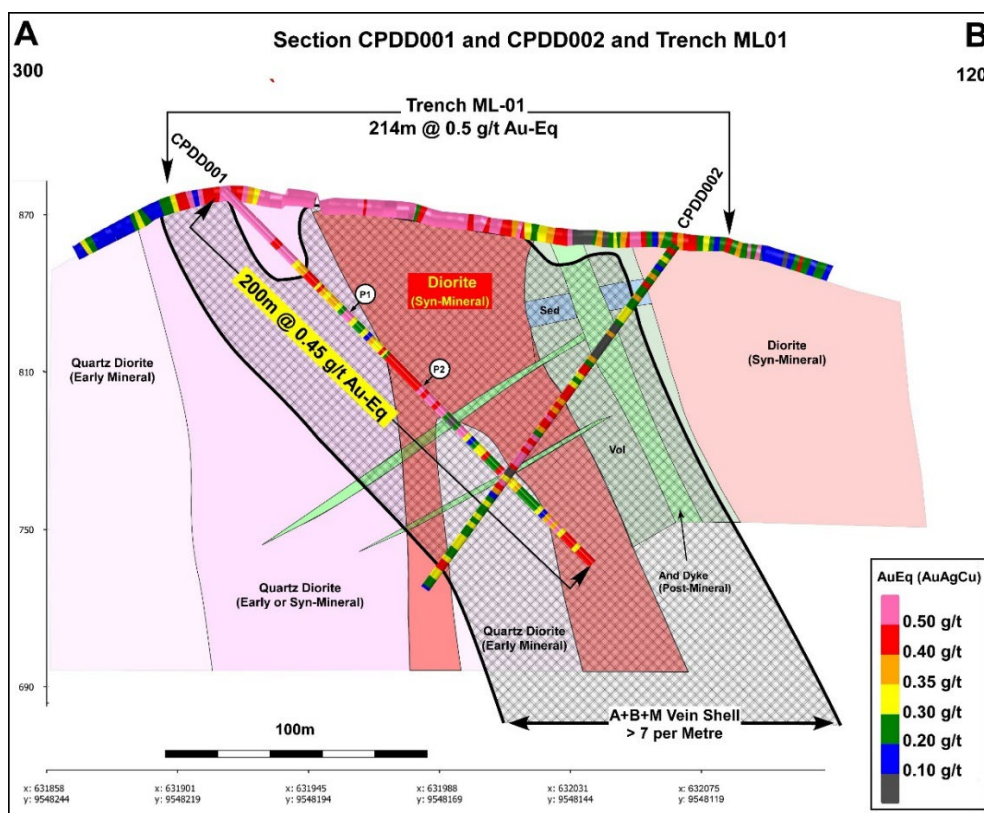 A
Section CPDD001 and CPDD002 and Trench ML01
B
300
120
Trench ML-01
214m @ 0.5 g/t Au-Eq
CPDD001
CPDD002
870
810
750
690
200m @ 0.45 g/t Au-Eq
P1
P2
Diorite
(Syn-Mineral)
Sed
Vol
Diorite
(Syn-Mineral)
Quartz Diorite
(Early Mineral)
Quartz Diorite
(Early or Syn-Mineral)
Quartz Diorite
(Early Mineral)
And Dyke
(Post-Mineral)
A+B+M Vein Shell
> 7 per Metre
100m
AuEq (AuAgCu)
0.50 g/t
0.40 g/t
0.35 g/t
0.30 g/t
0.20 g/t
0.10 g/t
x: 631858
y: 9548244
x: 631901
y: 9548219
x: 631945
y: 9548194
x: 631988
y: 9548169
x: 632031
y: 9548144
x: 632075
y: 9548119